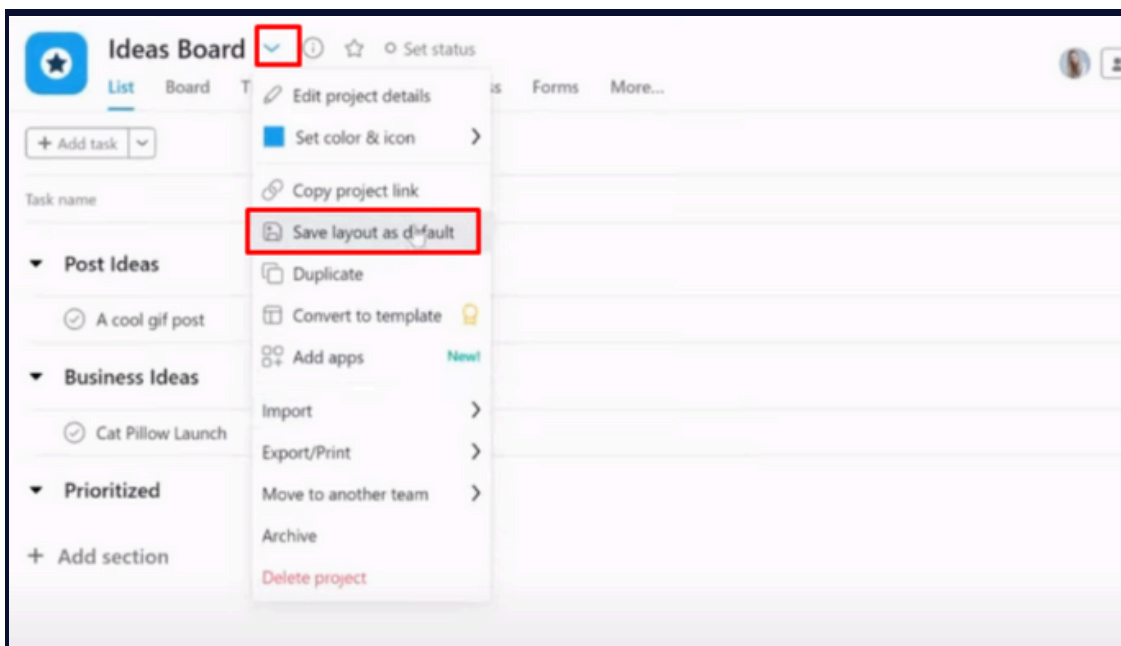 Ideas Board
Set status
List Board
Forms More...
Edit project details
Set color & icon
+ Add task
Copy project link
Task name
Save layout as default
Post Ideas
Duplicate
A cool gif post
Convert to template
Add apps New!
Business Ideas
Import
Cat Pillow Launch
Export/Print
Prioritized
Move to another team
Archive
+ Add section
Delete project